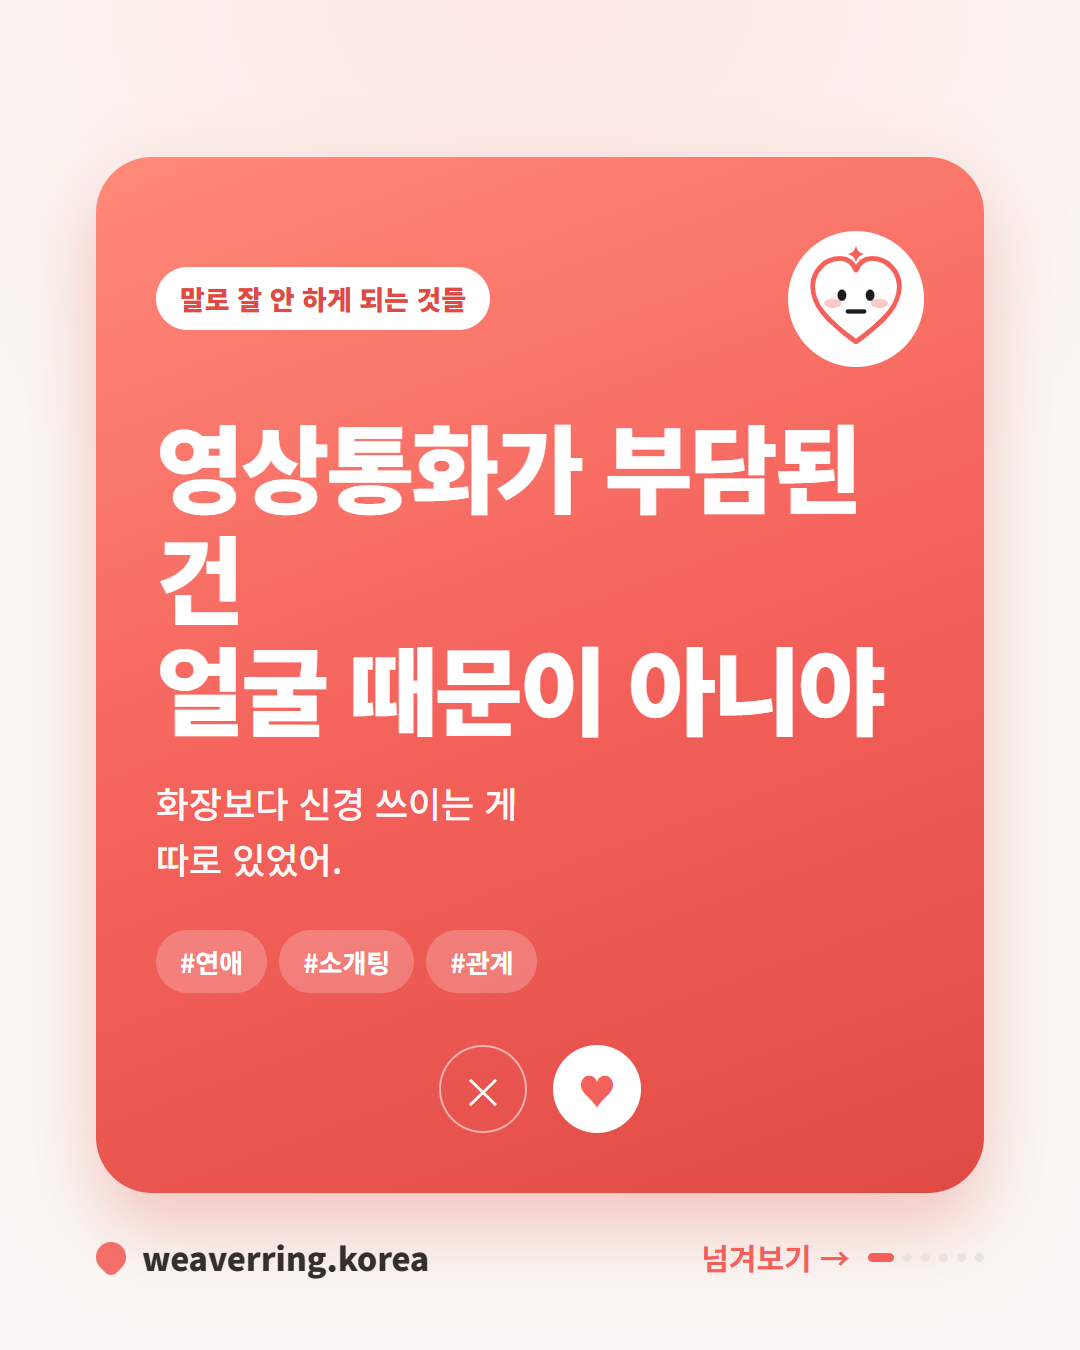 말로 잘 안 하게 되는 것들
영상통화가 부담된
건
얼굴 때문이 아니야
화장보다 신경 쓰이는 게
따로 있었어.
#연애 #소개팅 #관계
weaverring.korea
넘겨보기 →